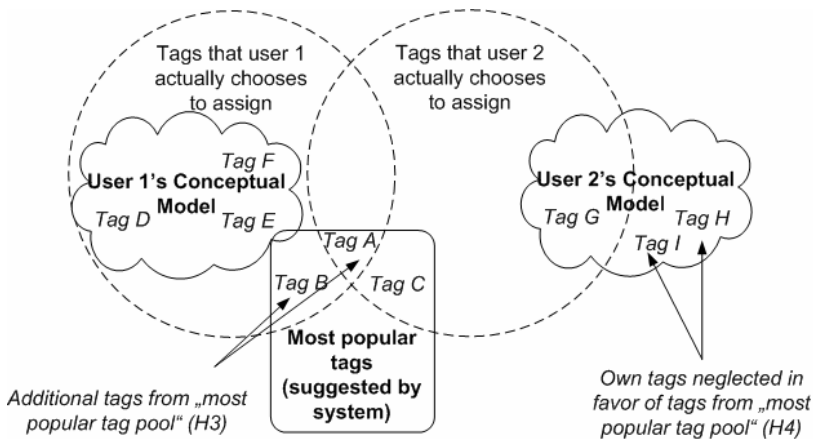 Tags that user 1
actually chooses
to assign
Tags that user 2
actually chooses
to assign
Tag F
User 1's Conceptual
Model
Tag D
Tag E
User 2's Conceptual
Model
Tag G
Tag H
Tag I
Tag A
Tag B
Tag C
Most popular
tags
(suggested by
system)
Additional tags from „most
popular tag pool“ (H3)
Own tags neglected in
favor of tags from „most
popular tag pool“ (H4)